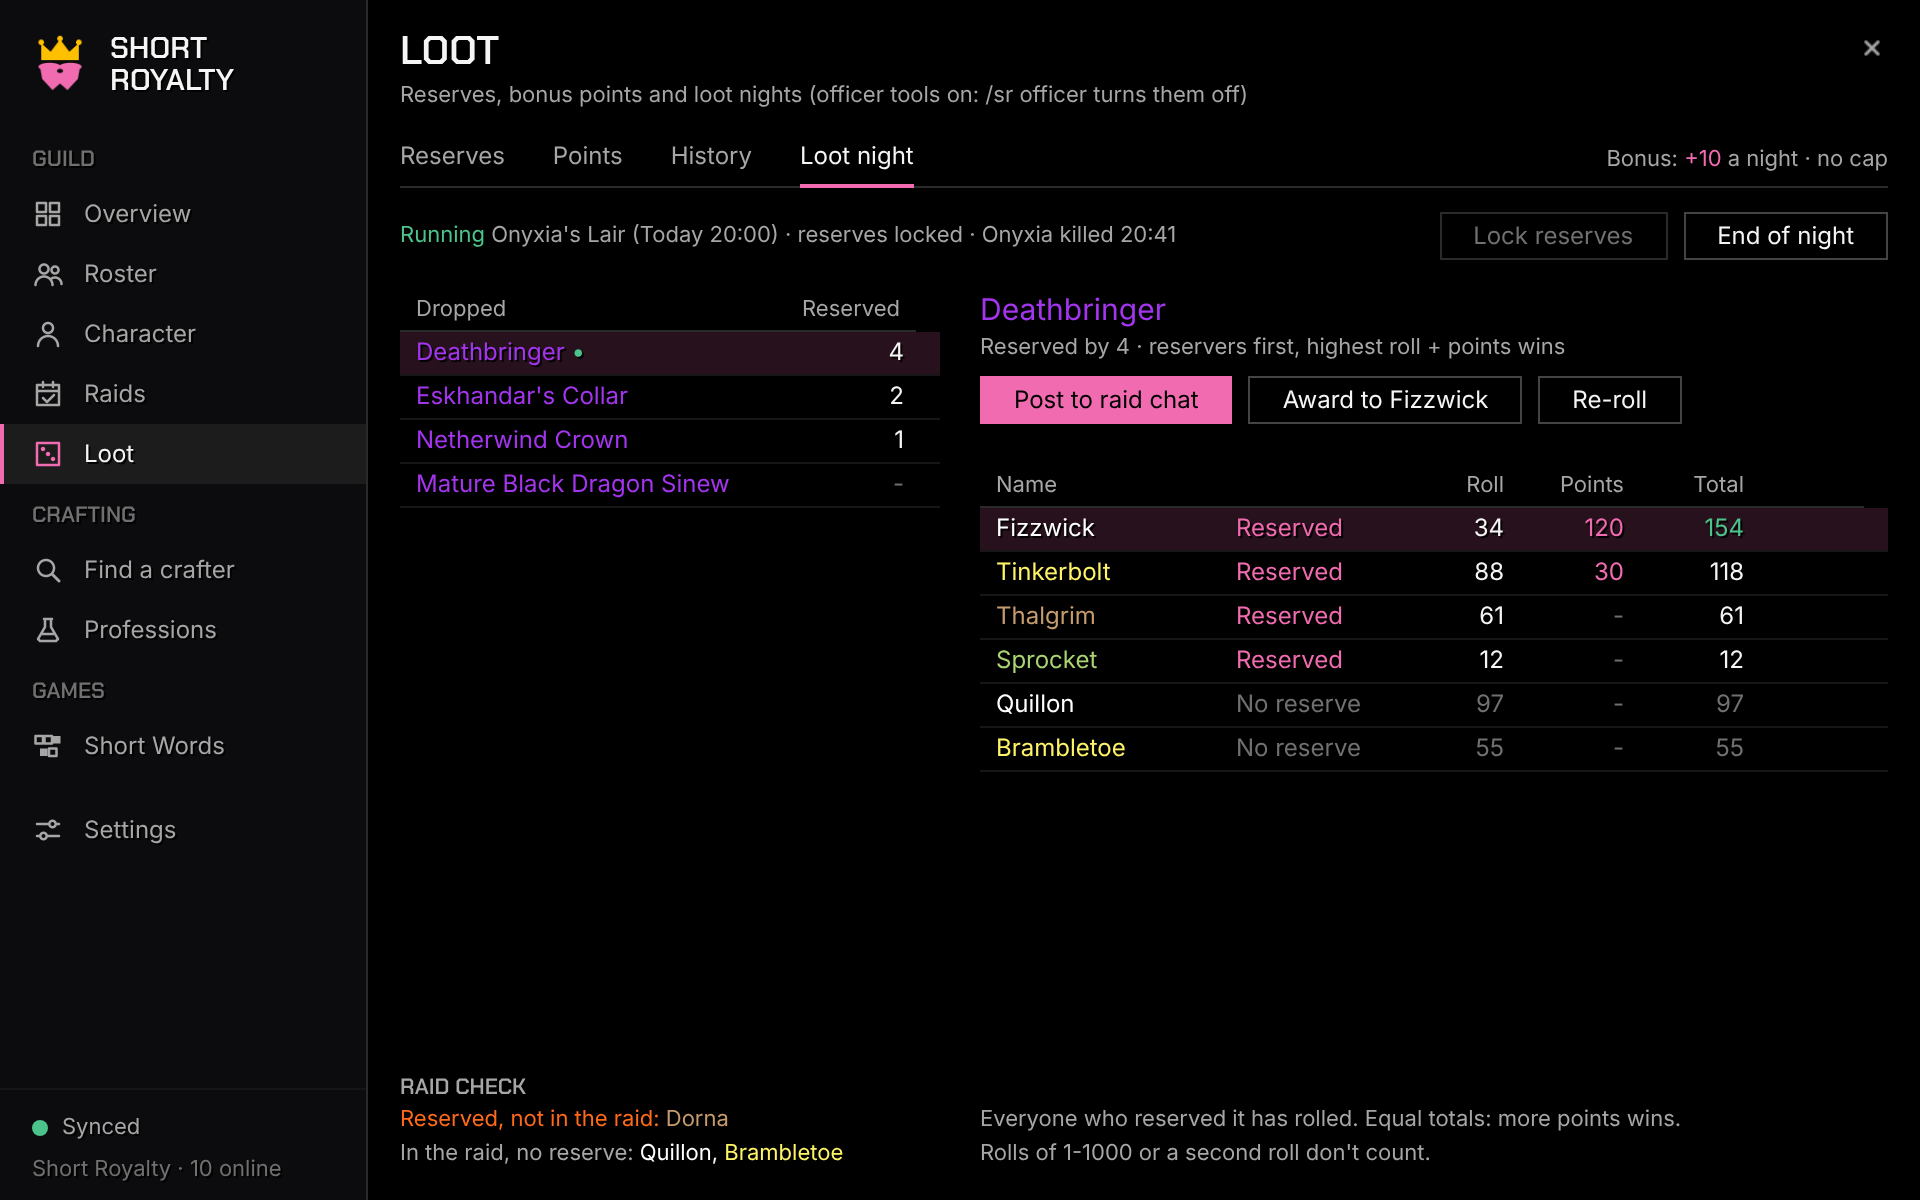 SHORT
ROYALTY
GUILD
Overview
Roster
Character
Raids
Loot
CRAFTING
Find a crafter
Professions
GAMES
Short Words
Settings
Synced
Short Royalty · 10 online
LOOT
Reserves, bonus points and loot nights (officer tools on: /sr officer turns them off)
Reserves Points History Loot night
Bonus: +10 a night · no cap
Running Onyxia's Lair (Today 20:00) · reserves locked · Onyxia killed 20:41
Lock reserves End of night
Dropped Reserved
Deathbringer • 4
Eskhandar's Collar 2
Netherwind Crown 1
Mature Black Dragon Sinew -
Deathbringer
Reserved by 4 · reservers first, highest roll + points wins
Post to raid chat Award to Fizzwick Re-roll
Name Roll Points Total
Fizzwick Reserved 34 120 154
Tinkerbolt Reserved 88 30 118
Thalgrim Reserved 61 - 61
Sprocket Reserved 12 - 12
Quillon No reserve 97 - 97
Brambletoe No reserve 55 - 55
RAID CHECK
Reserved, not in the raid: Dorna
In the raid, no reserve: Quillon, Brambletoe
Everyone who reserved it has rolled. Equal totals: more points wins.
Rolls of 1-1000 or a second roll don't count.